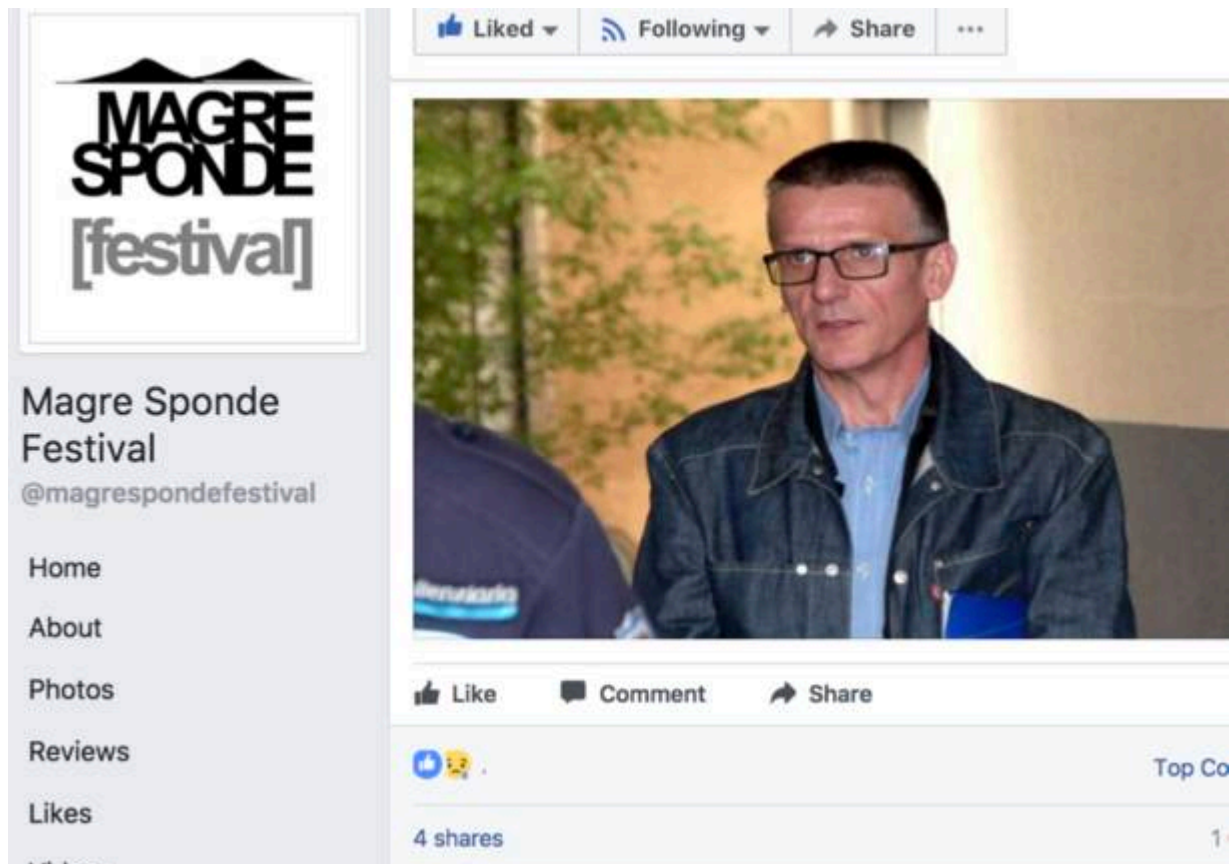 MAGRE
SPONDE
[festival]
Magre Sponde
Festival
@magrespondefestival
Home
About
Photos
Reviews
Likes
Liked
Following
Share
Like
Comment
Share
Top Co
4 shares
1